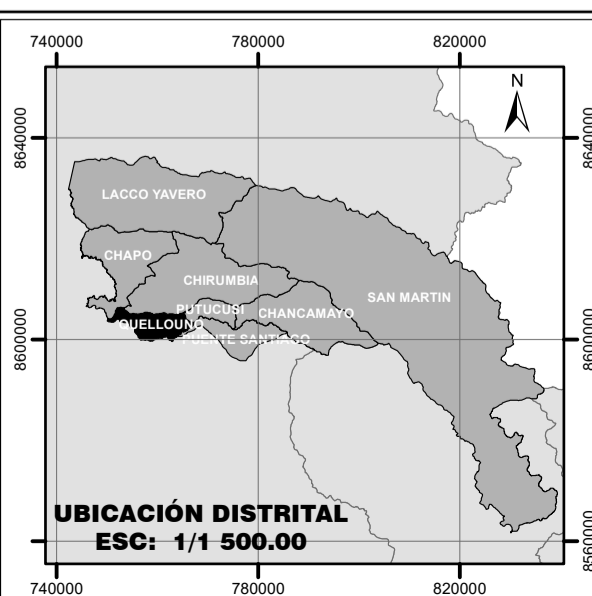 740000 780000 820000
N
8640000 8640000
LACCO YAVERO
CHAPO
CHIRUMBIA
SAN MARTIN
PUTUCUSI
CHANCAMAYO
QUELLOUNO
PUENTE SANTIAGO
8600000 8600000
UBICACIÓN DISTRITAL
ESC: 1/1 500.00
8560000
740000 780000 820000